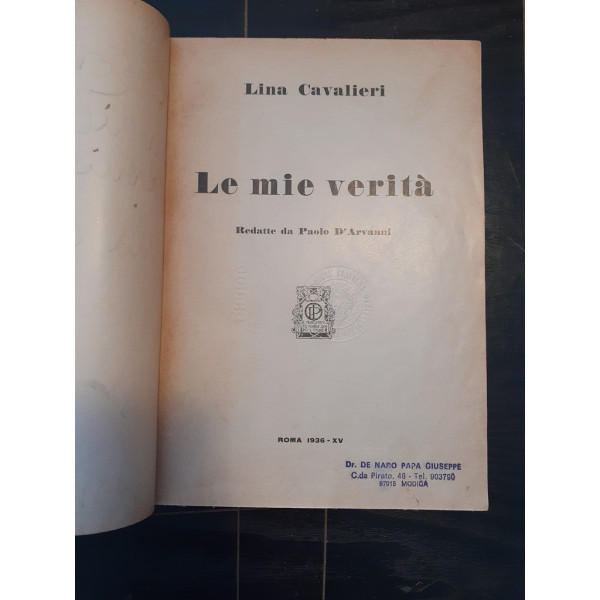 Lina Cavalieri
Le mie verità
Redatte da Paolo D'Arvanni
ROMA 1936 - XV
Dr. DE NARO PAPA GIUSEPPE
C.da Pirato, 48 - Tel. 903790
97015 MODICA